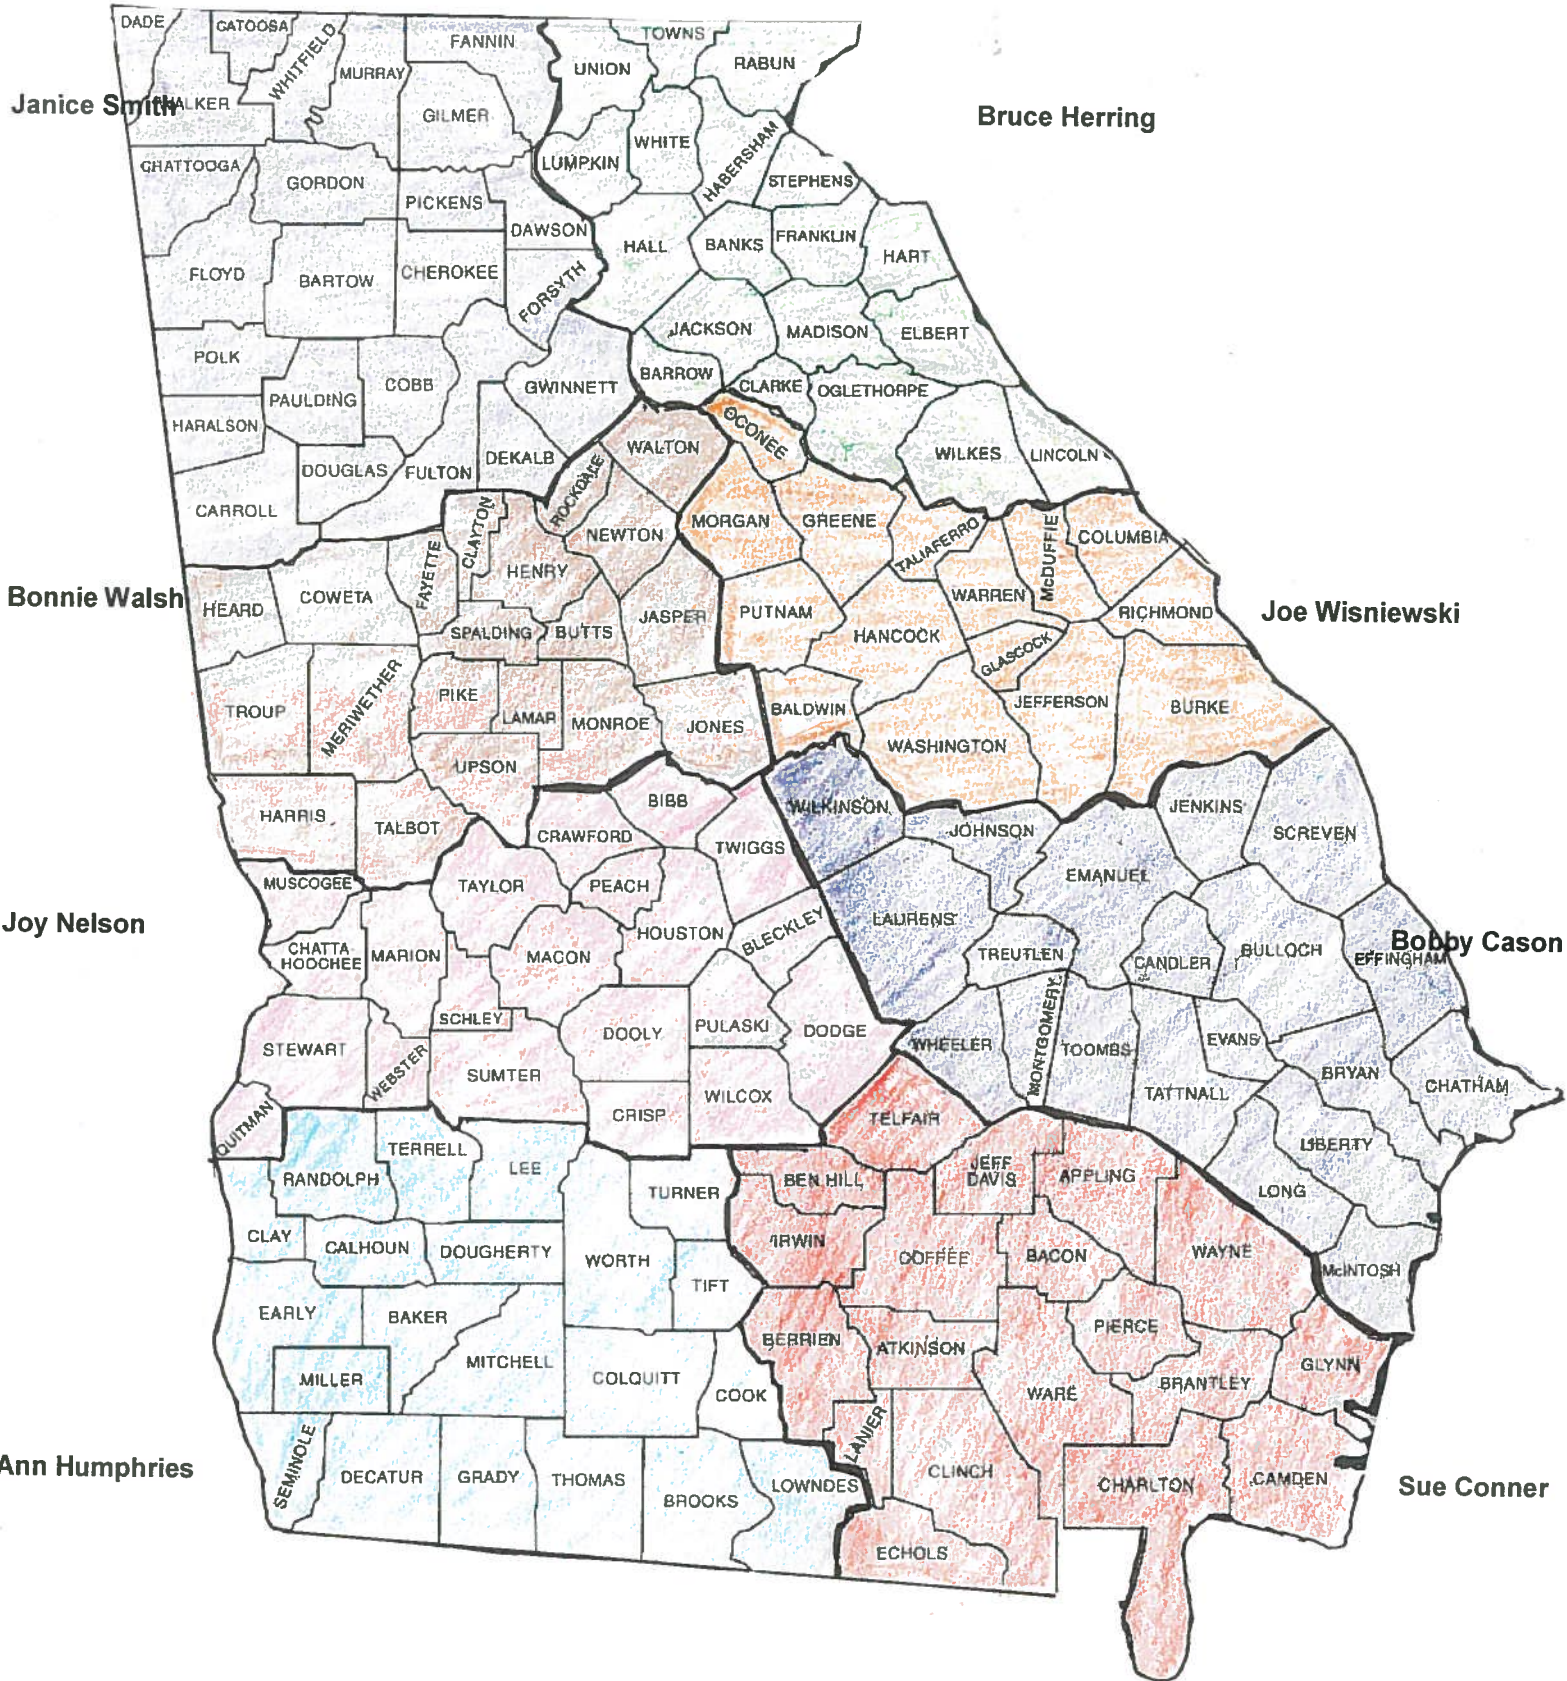 DADE
CATOOSA
WHITFIELD
MURRAY
FANNIN
UNION
TOWNS
RABUN
Janice Smith
WALKER
GILMER
LUMPKIN
WHITE
HABERSHAM
Bruce Herring
CHATTOOGA
GORDON
PICKENS
DAWSON
STEPHENS
HALL
BANKS
FRANKLIN
HART
FLOYD
BARTOW
CHEROKEE
FORSYTH
JACKSON
MADISON
ELBERT
POLK
PAULDING
COBB
GWINNETT
BARROW
CLARKE
OGLETHORPE
HARALSON
DOUGLAS
FULTON
DEKALB
WALTON
OCONEE
WILKES
LINCOLN
CARROLL
CLAYTON
ROCKDALE
NEWTON
MORGAN
GREENE
TALIAFERRO
McDUFFIE
COLUMBIA
Bonnie Walsh
HEARD
COWETA
FAYETTE
HENRY
SPALDING
BUTTS
JASPER
PUTNAM
HANCOCK
WARREN
GLASCOCK
RICHMOND
Joe Wisniewski
TROUP
MERIWETHER
PIKE
LAMAR
MONROE
JONES
BALDWIN
WASHINGTON
JEFFERSON
BURKE
UPSON
HARRIS
TALBOT
CRAWFORD
BIBB
TWIGGS
WILKINSON
JOHNSON
JENKINS
SCREVEN
MUSCOGEE
TAYLOR
PEACH
EMANUEL
Joy Nelson
CHATTA
HOOCHEE
MARION
MACON
HOUSTON
BLECKLEY
LAURENS
TREUTLEN
CANDLER
BULLOCH
EFFINGHAM
Bobby Cason
STEWART
WEBSTER
SCHLEY
SUMTER
DOOLY
PULASKI
DODGE
WHEELER
MONTGOMERY
TOOMBS
EVANS
TATTNALL
BRYAN
CHATHAM
QUITMAN
CRISP
WILCOX
TELFAIR
LIBERTY
RANDOLPH
TERRELL
LEE
TURNER
BEN HILL
JEFF
DAVIS
APPLING
LONG
CLAY
CALHOUN
DOUGHERTY
WORTH
TIFT
IRWIN
COFFEE
BACON
WAYNE
McINTOSH
EARLY
BAKER
MITCHELL
COLQUITT
COOK
BERRIEN
ATKINSON
PIERCE
BRANTLEY
GLYNN
MILLER
WARE
LANIER
Ann Humphries
SEMINOLE
DECATUR
GRADY
THOMAS
BROOKS
LOWNDES
CLINCH
CHARLTON
CAMDEN
Sue Conner
ECHOLS